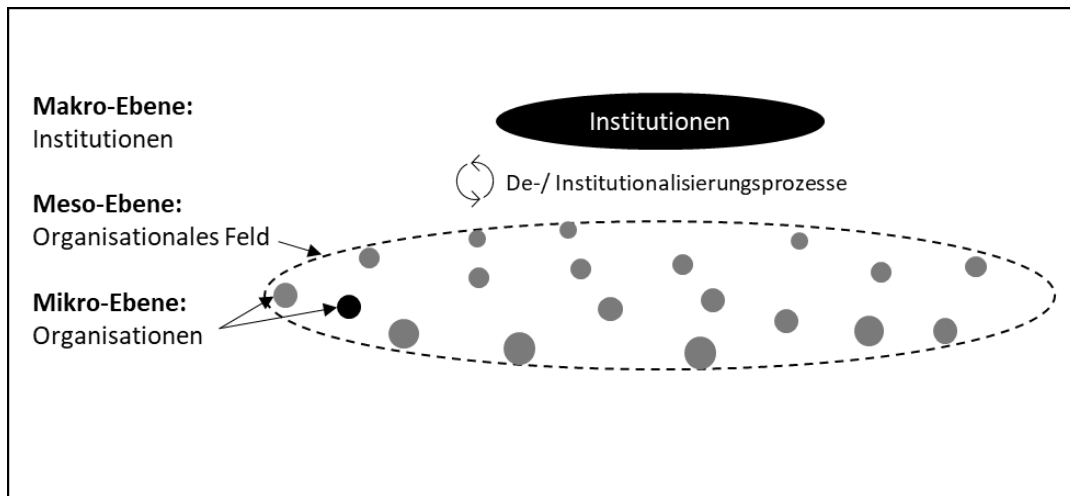 Makro-Ebene:
Institutionen
Institutionen
De-/ Institutionalisierungsprozesse
Meso-Ebene:
Organisationales Feld
Mikro-Ebene:
Organisationen